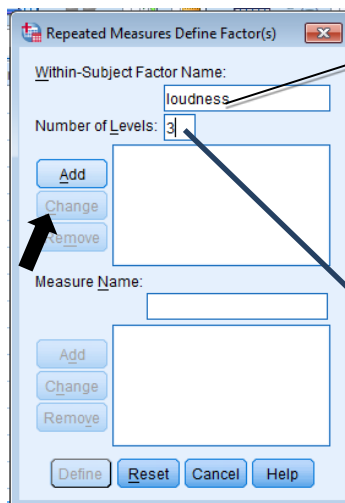 Repeated Measures Define Factor(s)
Within-Subject Factor Name:
loudness
Number of Levels: 3
Add
Change
Remove
Measure Name:
Add
Change
Remove
Define Reset Cancel Help